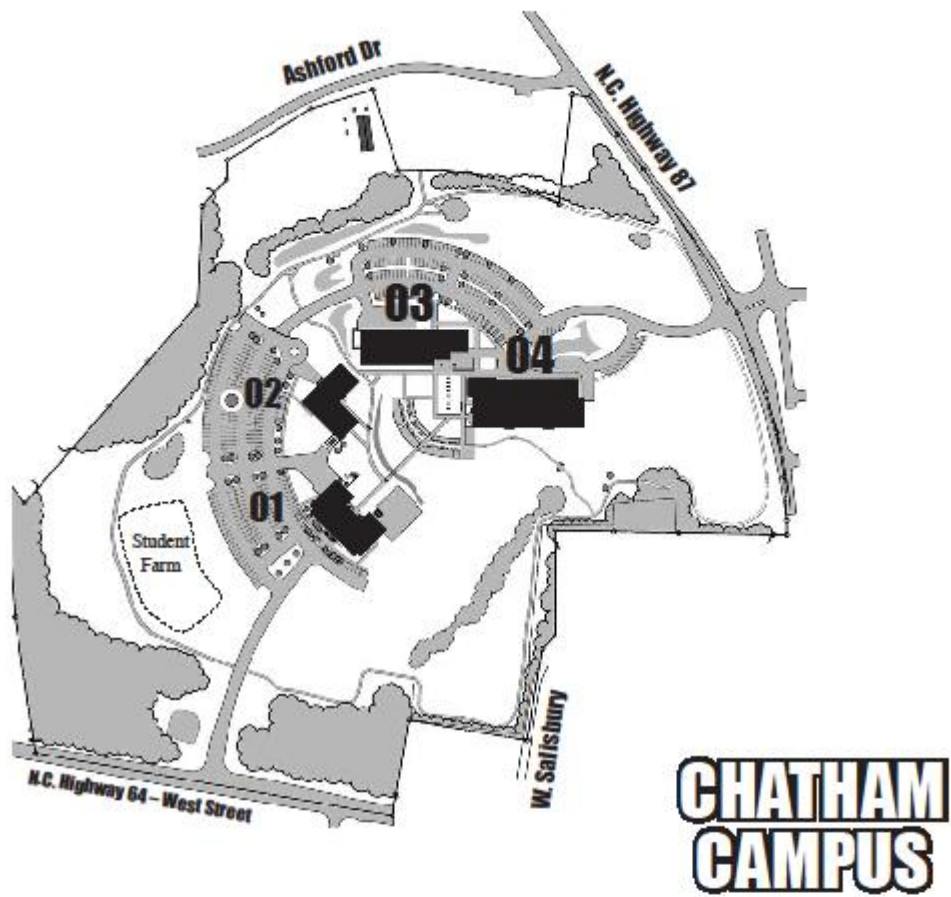 Ashford Dr
N.C. Highway 87
03
04
02
01
Student
Farm
W. Salisbury
N.C. Highway 64 – West Street
CHATHAM
CAMPUS